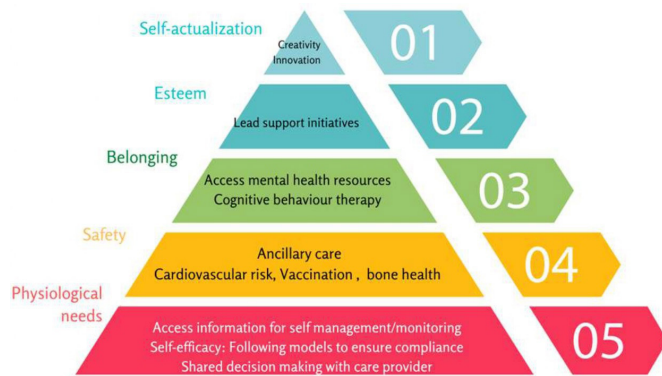 Self-actualization
Creativity
Innovation
01
Esteem
Lead support initiatives
02
Belonging
Access mental health resources
Cognitive behaviour therapy
03
Safety
Ancillary care
Cardiovascular risk, Vaccination , bone health
04
Physiological
needs
Access information for self management/monitoring
Self-efficacy: Following models to ensure compliance
Shared decision making with care provider
05